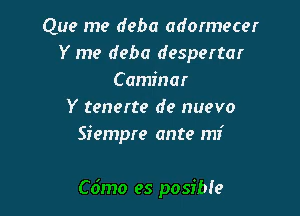 Que me deba adormecer
Y me deba despertar
Caminar
Y tenerte de nuevo
Siempre ante mí
Cómo es posible